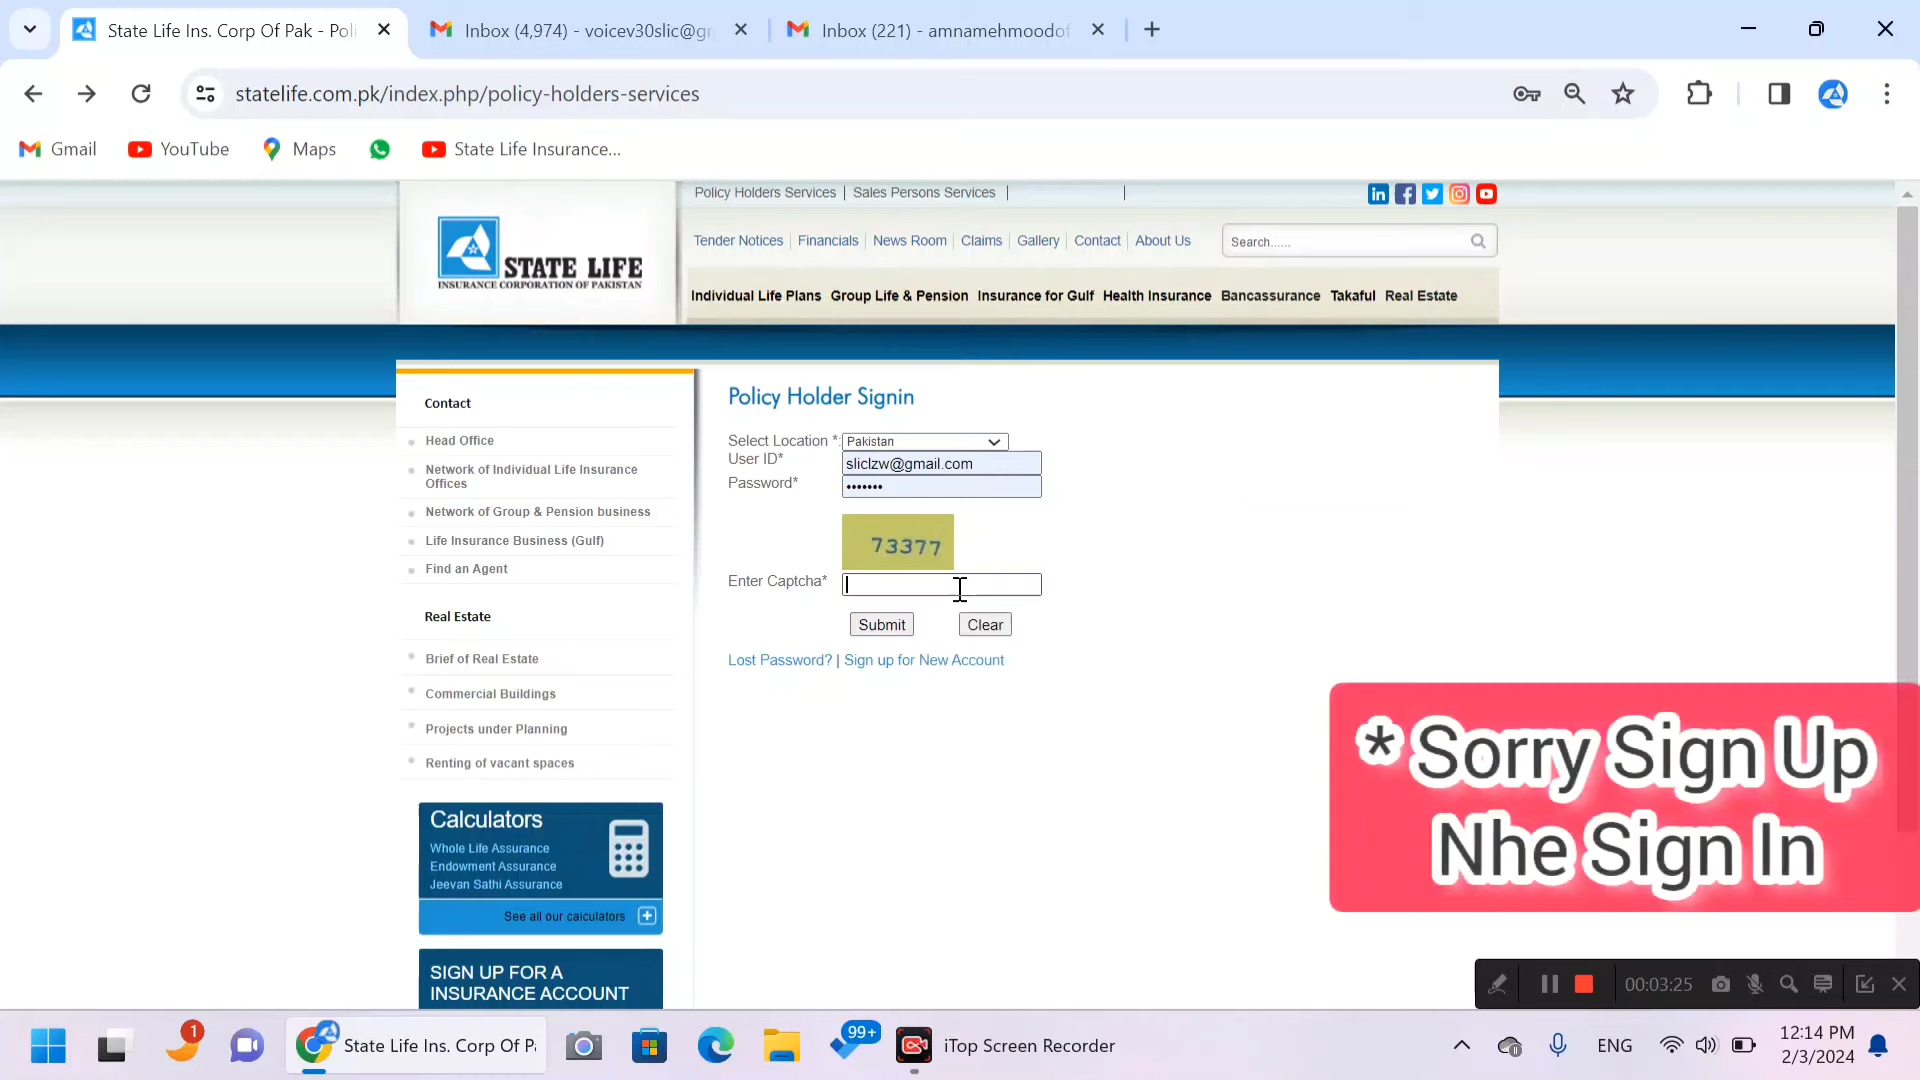 State Life Ins. Corp Of Pak - Poli
Inbox (4,974) - voicev30slic@gm
Inbox (221) - amnamehmoodof
statelife.com.pk/index.php/policy-holders-services
Gmail
YouTube
Maps
State Life Insurance...
Policy Holders Services | Sales Persons Services |
Tender Notices
Financials
News Room
Claims
Gallery
Contact
About Us
Search......
STATE LIFE
INSURANCE CORPORATION OF PAKISTAN
Individual Life Plans
Group Life & Pension
Insurance for Gulf
Health Insurance
Bancassurance
Takaful
Real Estate
Contact
Head Office
Network of Individual Life Insurance
Offices
Network of Group & Pension business
Life Insurance Business (Gulf)
Find an Agent
Real Estate
Brief of Real Estate
Commercial Buildings
Projects under Planning
Renting of vacant spaces
Calculators
Whole Life Assurance
Endowment Assurance
Jeevan Sathi Assurance
See all our calculators
SIGN UP FOR A
INSURANCE ACCOUNT
Policy Holder Signin
Select Location *: Pakistan
User ID* sliclzw@gmail.com
Password* •••••••
73377
Enter Captcha*
Submit
Clear
Lost Password? | Sign up for New Account
* Sorry Sign Up
Nhe Sign In
00:03:25
1
State Life Ins. Corp Of Pa
99+
iTop Screen Recorder
ENG
12:14 PM
2/3/2024